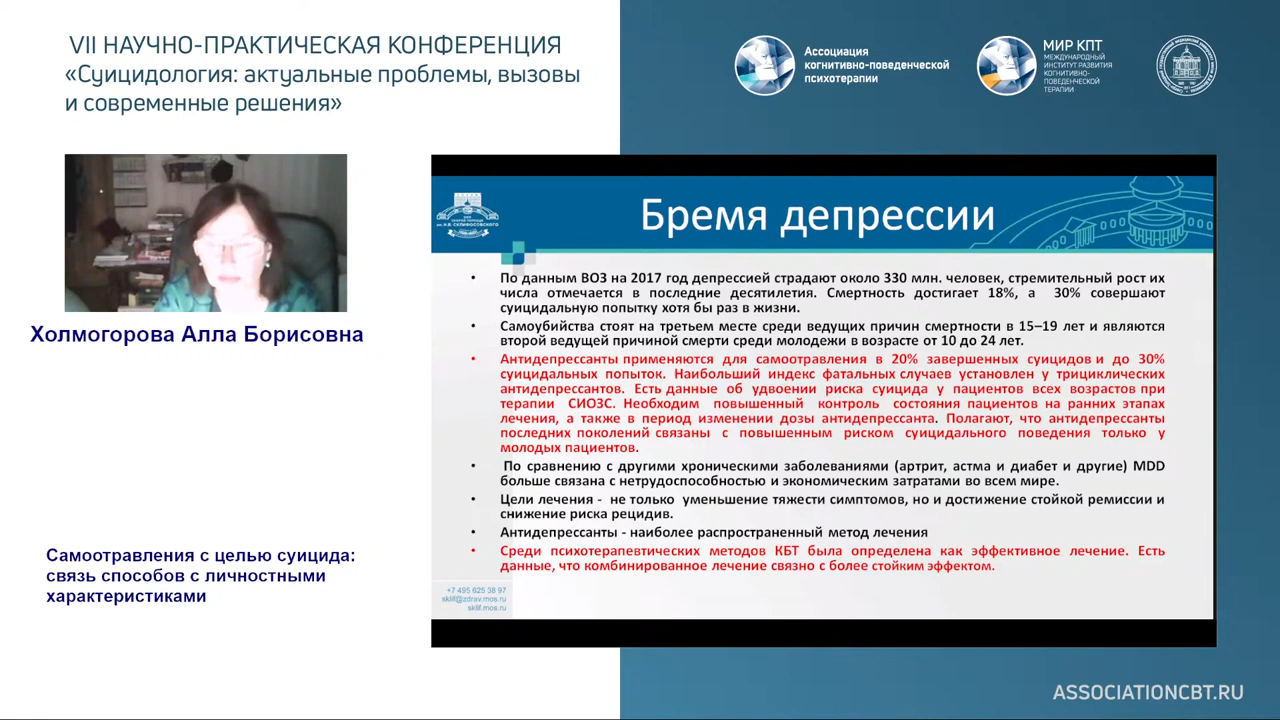 VII НАУЧНО-ПРАКТИЧЕСКАЯ КОНФЕРЕНЦИЯ
«Суицидология: актуальные проблемы, вызовы
и современные решения»
Ассоциация
когнитивно-поведенческой
психотерапии
МИР КПТ
МЕЖДУНАРОДНЫЙ
ИНСТИТУТ РАЗВИТИЯ
КОГНИТИВНО-
ПОВЕДЕНЧЕСКОЙ
ТЕРАПИИ
Холмогорова Алла Борисовна
Самоотравления с целью суицида:
связь способов с личностными
характеристиками
им. Н.В. СКЛИФОСОВСКОГО
Бремя депрессии
• По данным ВОЗ на 2017 год депрессией страдают около 330 млн. человек, стремительный рост их
числа отмечается в последние десятилетия. Смертность достигает 18%, а 30% совершают
суицидальную попытку хотя бы раз в жизни.
• Самоубийства стоят на третьем месте среди ведущих причин смертности в 15–19 лет и являются
второй ведущей причиной смерти среди молодежи в возрасте от 10 до 24 лет.
• Антидепрессанты применяются для самоотравления в 20% завершенных суицидов и до 30%
суицидальных попыток. Наибольший индекс фатальных случаев установлен у трициклических
антидепрессантов. Есть данные об удвоении риска суицида у пациентов всех возрастов при
терапии СИОЗС. Необходим повышенный контроль состояния пациентов на ранних этапах
лечения, а также в период изменения дозы антидепрессанта. Полагают, что антидепрессанты
последних поколений связаны с повышенным риском суицидального поведения только у
молодых пациентов.
• По сравнению с другими хроническими заболеваниями (артрит, астма и диабет и другие) MDD
больше связана с нетрудоспособностью и экономическим затратами во всем мире.
• Цели лечения - не только уменьшение тяжести симптомов, но и достижение стойкой ремиссии и
снижение риска рецидив.
• Антидепрессанты - наиболее распространенный метод лечения
• Среди психотерапевтических методов КБТ была определена как эффективное лечение. Есть
данные, что комбинированное лечение связно с более стойким эффектом.
+7 495 625 38 97
sklif@zdrav.mos.ru
sklif.mos.ru
ASSOCIATIONCBT.RU